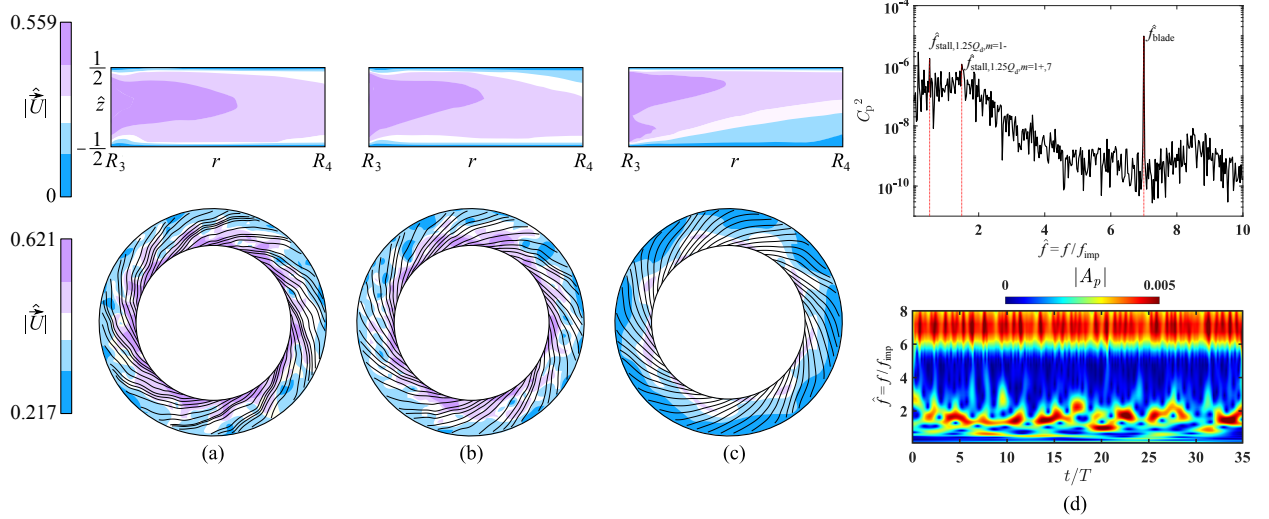 0.559
|Û⃗|
0
1/2
ẑ
-1/2
R₃ r R₄
R₃ r R₄
R₃ r R₄
0.621
|Û⃗|
0.217
(a)
(b)
(c)
10⁻⁴
10⁻⁶
10⁻⁸
10⁻¹⁰
Cₚ²
f̂stall,1.25Qd,m=1-
f̂stall,1.25Qd,m=1+,7
f̂blade
2 4 6 8 10
f̂ = f/fimp
|Aₚ|
0 0.005
8
6
4
2
f̂ = f/fimp
0 5 10 15 20 25 30 35
t/T
(d)